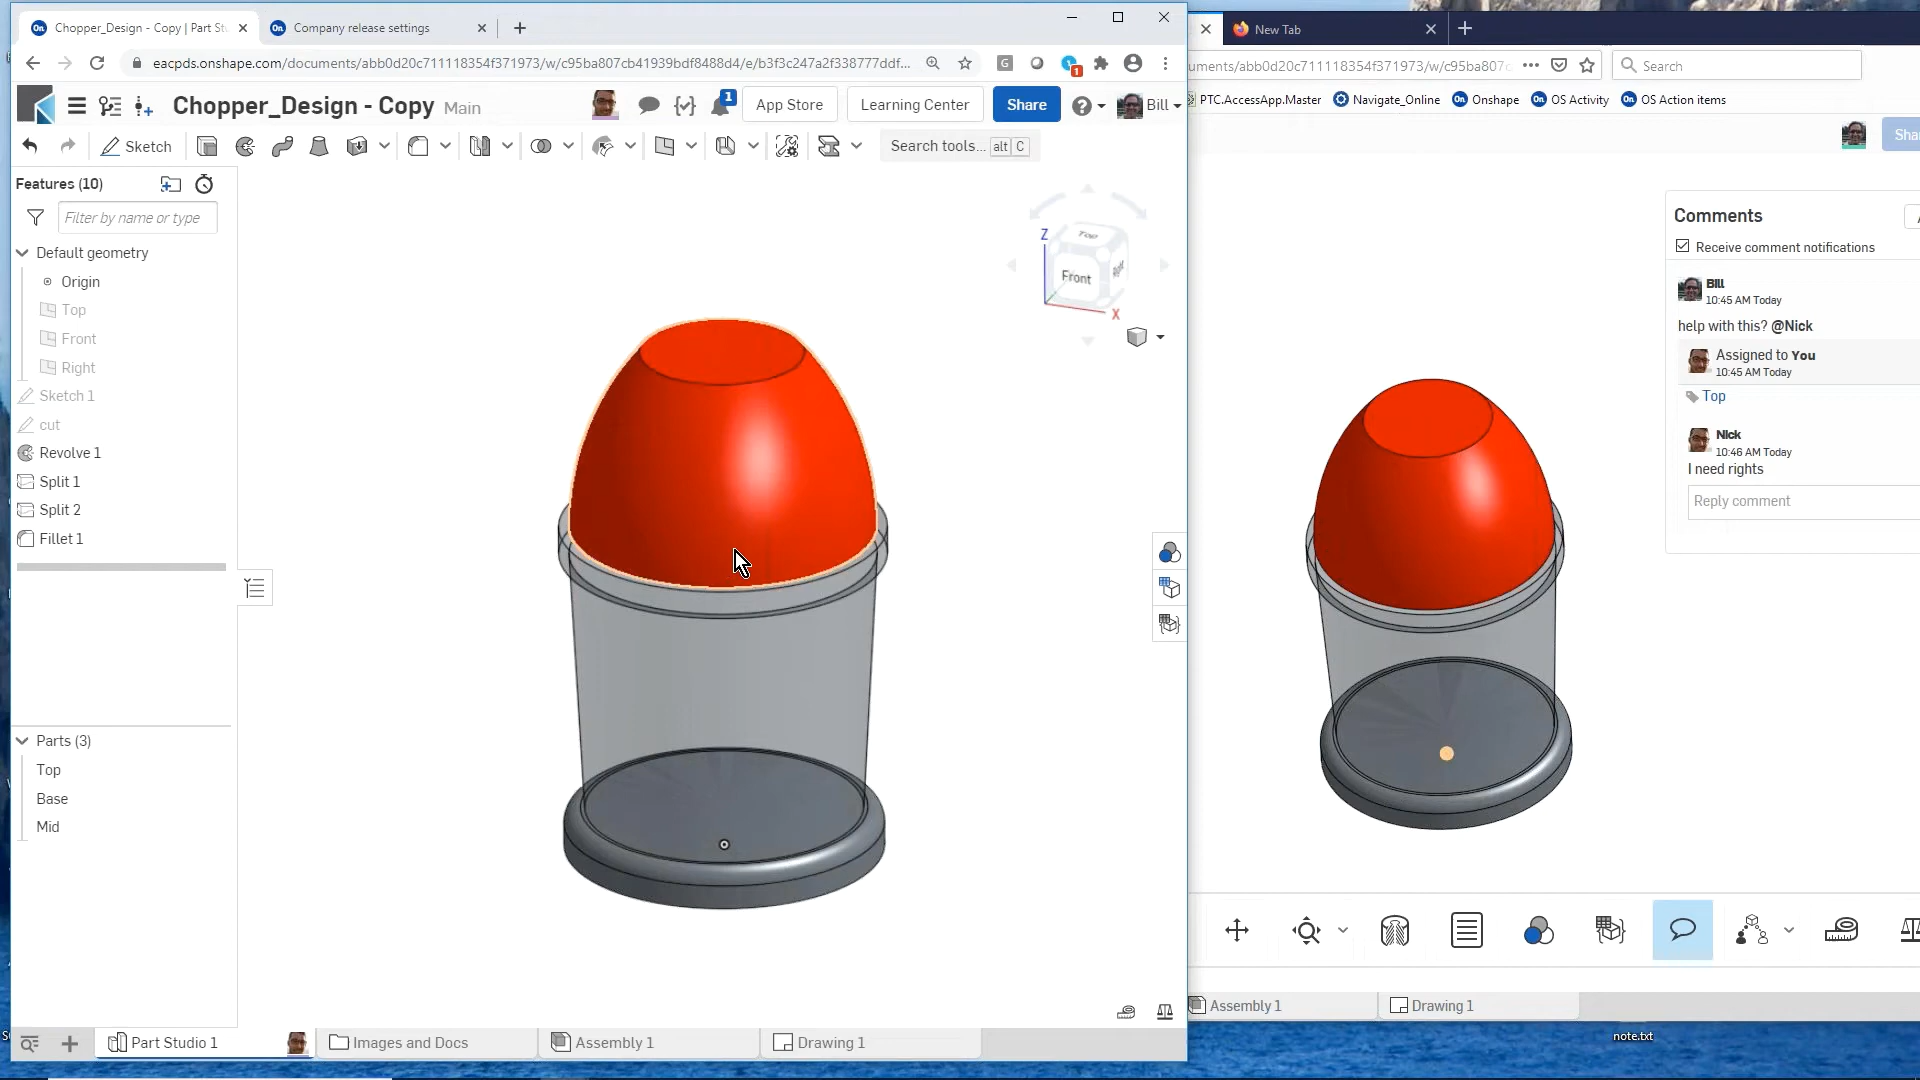 Chopper_Design - Copy | Part St
Company release settings
New Tab
eacpds.onshape.com/documents/abb0d20c711118354f371973/w/c95ba807cb41939bdf8488d4/e/b3f3c247a2f338777ddf...
uments/abb0d20c711118354f371973/w/c95ba807c
Search
PTC.AccessApp.Master
Navigate_Online
Onshape
OS Activity
OS Action items
Chopper_Design - Copy Main
1
App Store
Learning Center
Share
Bill
Sha
Sketch
Search tools... alt C
Features (10)
Filter by name or type
Default geometry
Origin
Top
Front
Right
Sketch 1
cut
Revolve 1
Split 1
Split 2
Fillet 1
Parts (3)
Top
Base
Mid
Z
Top
Front
Right
X
Comments
Receive comment notifications
Bill
10:45 AM Today
help with this? @Nick
Assigned to You
10:45 AM Today
Top
Nick
10:46 AM Today
I need rights
Reply comment
Part Studio 1
Images and Docs
Assembly 1
Drawing 1
Assembly 1
Drawing 1
note.txt